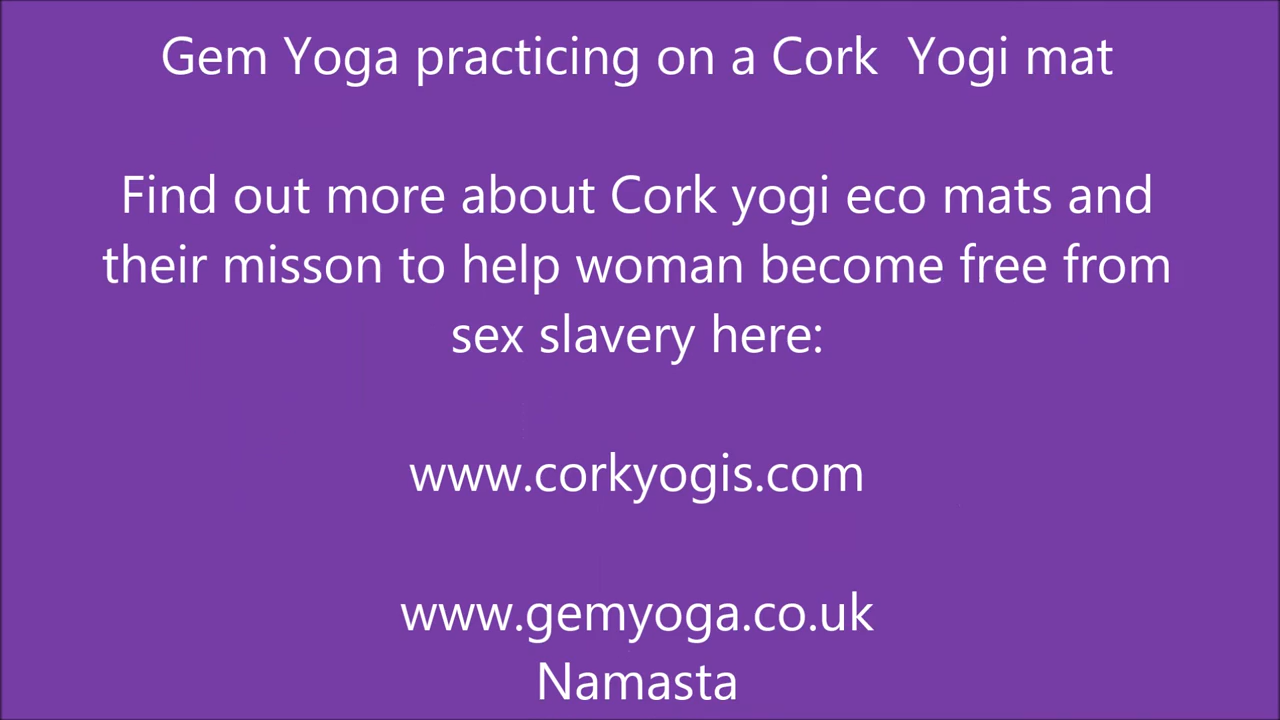 Gem Yoga practicing on a Cork  Yogi mat
Find out more about Cork yogi eco mats and
their misson to help woman become free from
sex slavery here:
www.corkyogis.com
www.gemyoga.co.uk
Namasta